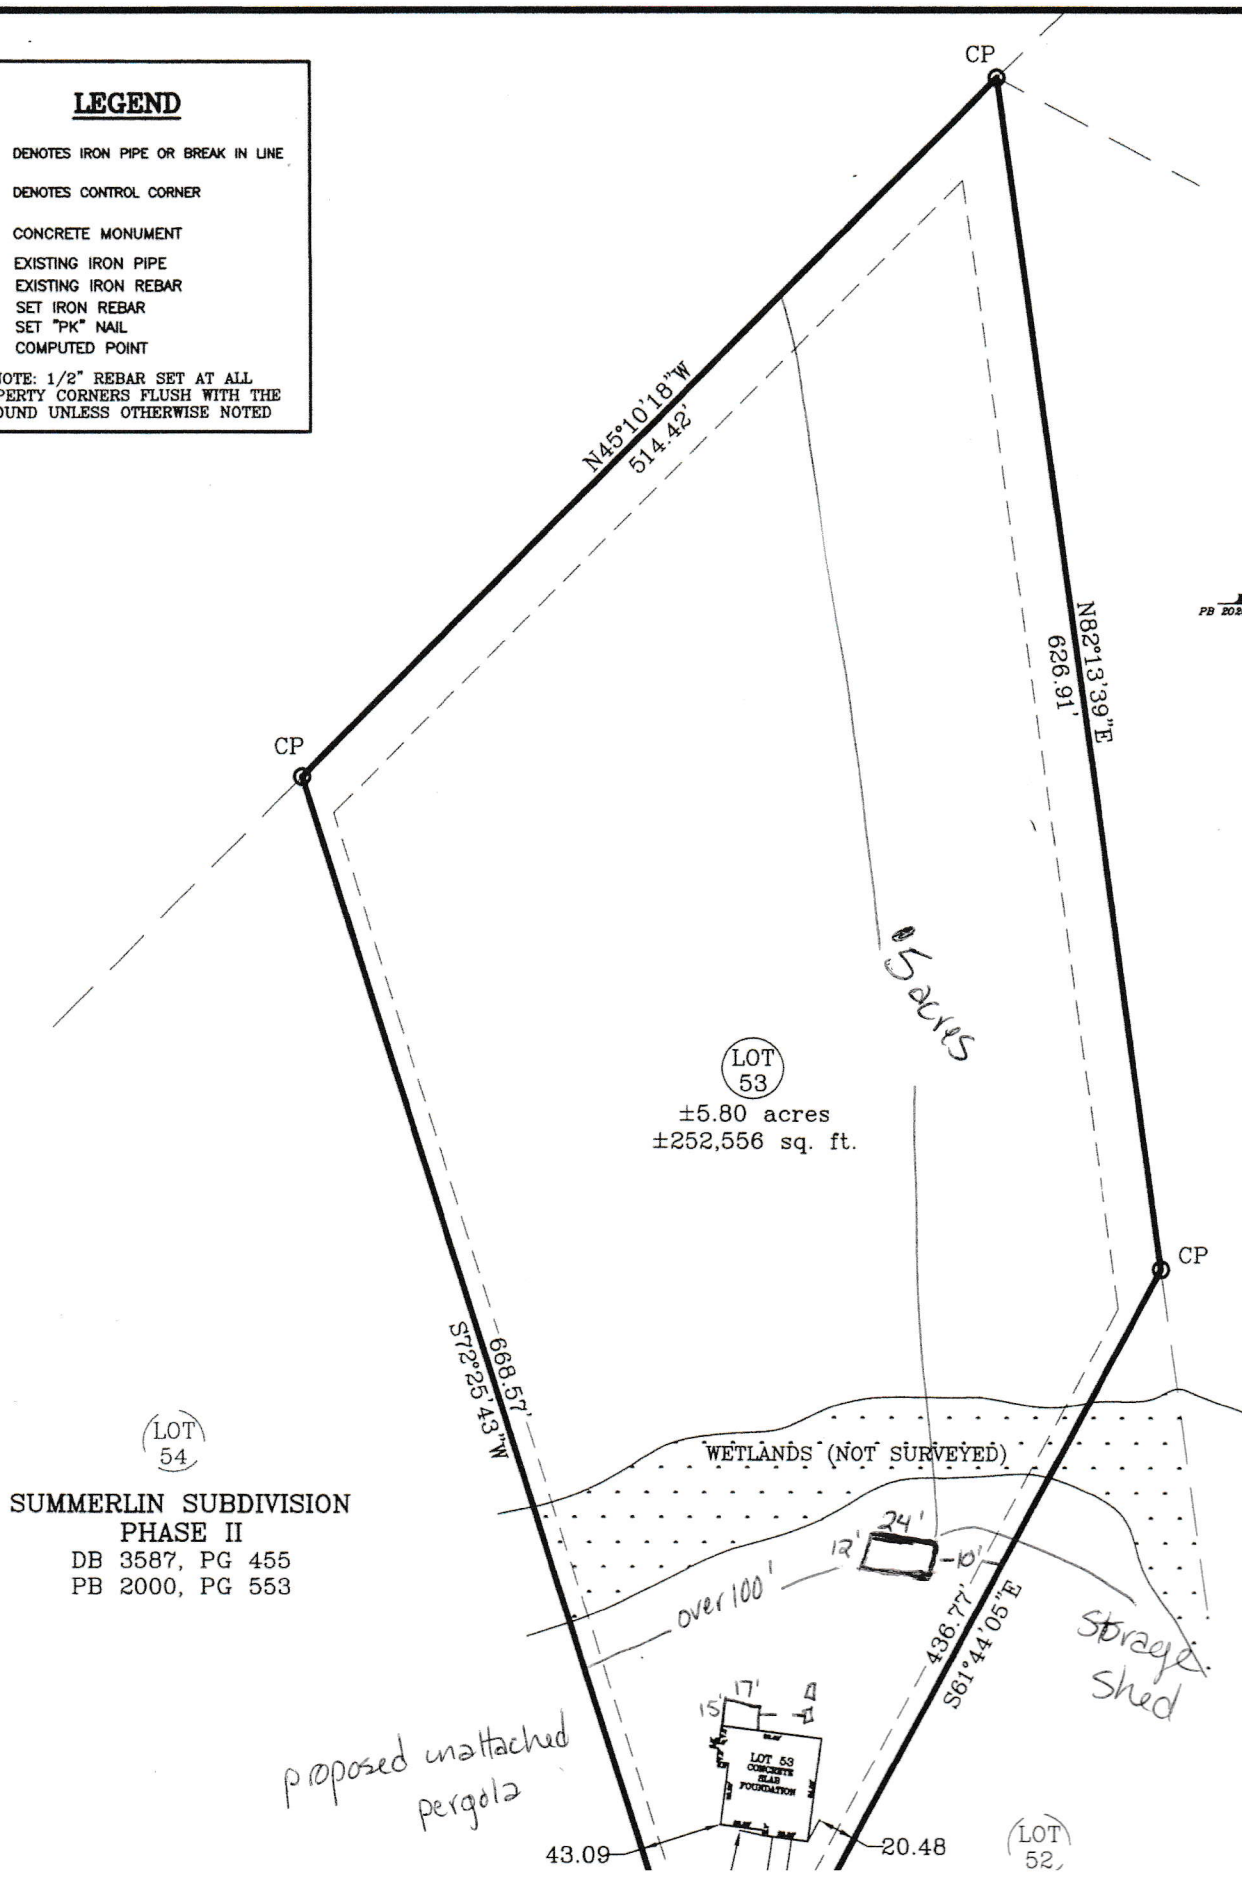 CP
LEGEND
DENOTES IRON PIPE OR BREAK IN LINE
DENOTES CONTROL CORNER
CONCRETE MONUMENT
EXISTING IRON PIPE
EXISTING IRON REBAR
SET IRON REBAR
SET "PK" NAIL
COMPUTED POINT
NOTE: 1/2" REBAR SET AT ALL
PERTY CORNERS FLUSH WITH THE
OUND UNLESS OTHERWISE NOTED
N45°10'18"W
514.42'
N82°13'39"E
626.91'
PB 202
CP
5 acres
LOT
53
±5.80 acres
±252,556 sq. ft.
CP
668.57'
S72°25'43"W
LOT
54
SUMMERLIN SUBDIVISION
PHASE II
DB 3587, PG 455
PB 2000, PG 553
WETLANDS (NOT SURVEYED)
24'
12'
10'
over 100'
436.77'
S61°44'05"E
Storage
Shed
15' 17'
proposed unattached
pergola
LOT 53
CONCRETE
SLAB
FOUNDATION
43.09
20.48
LOT
52